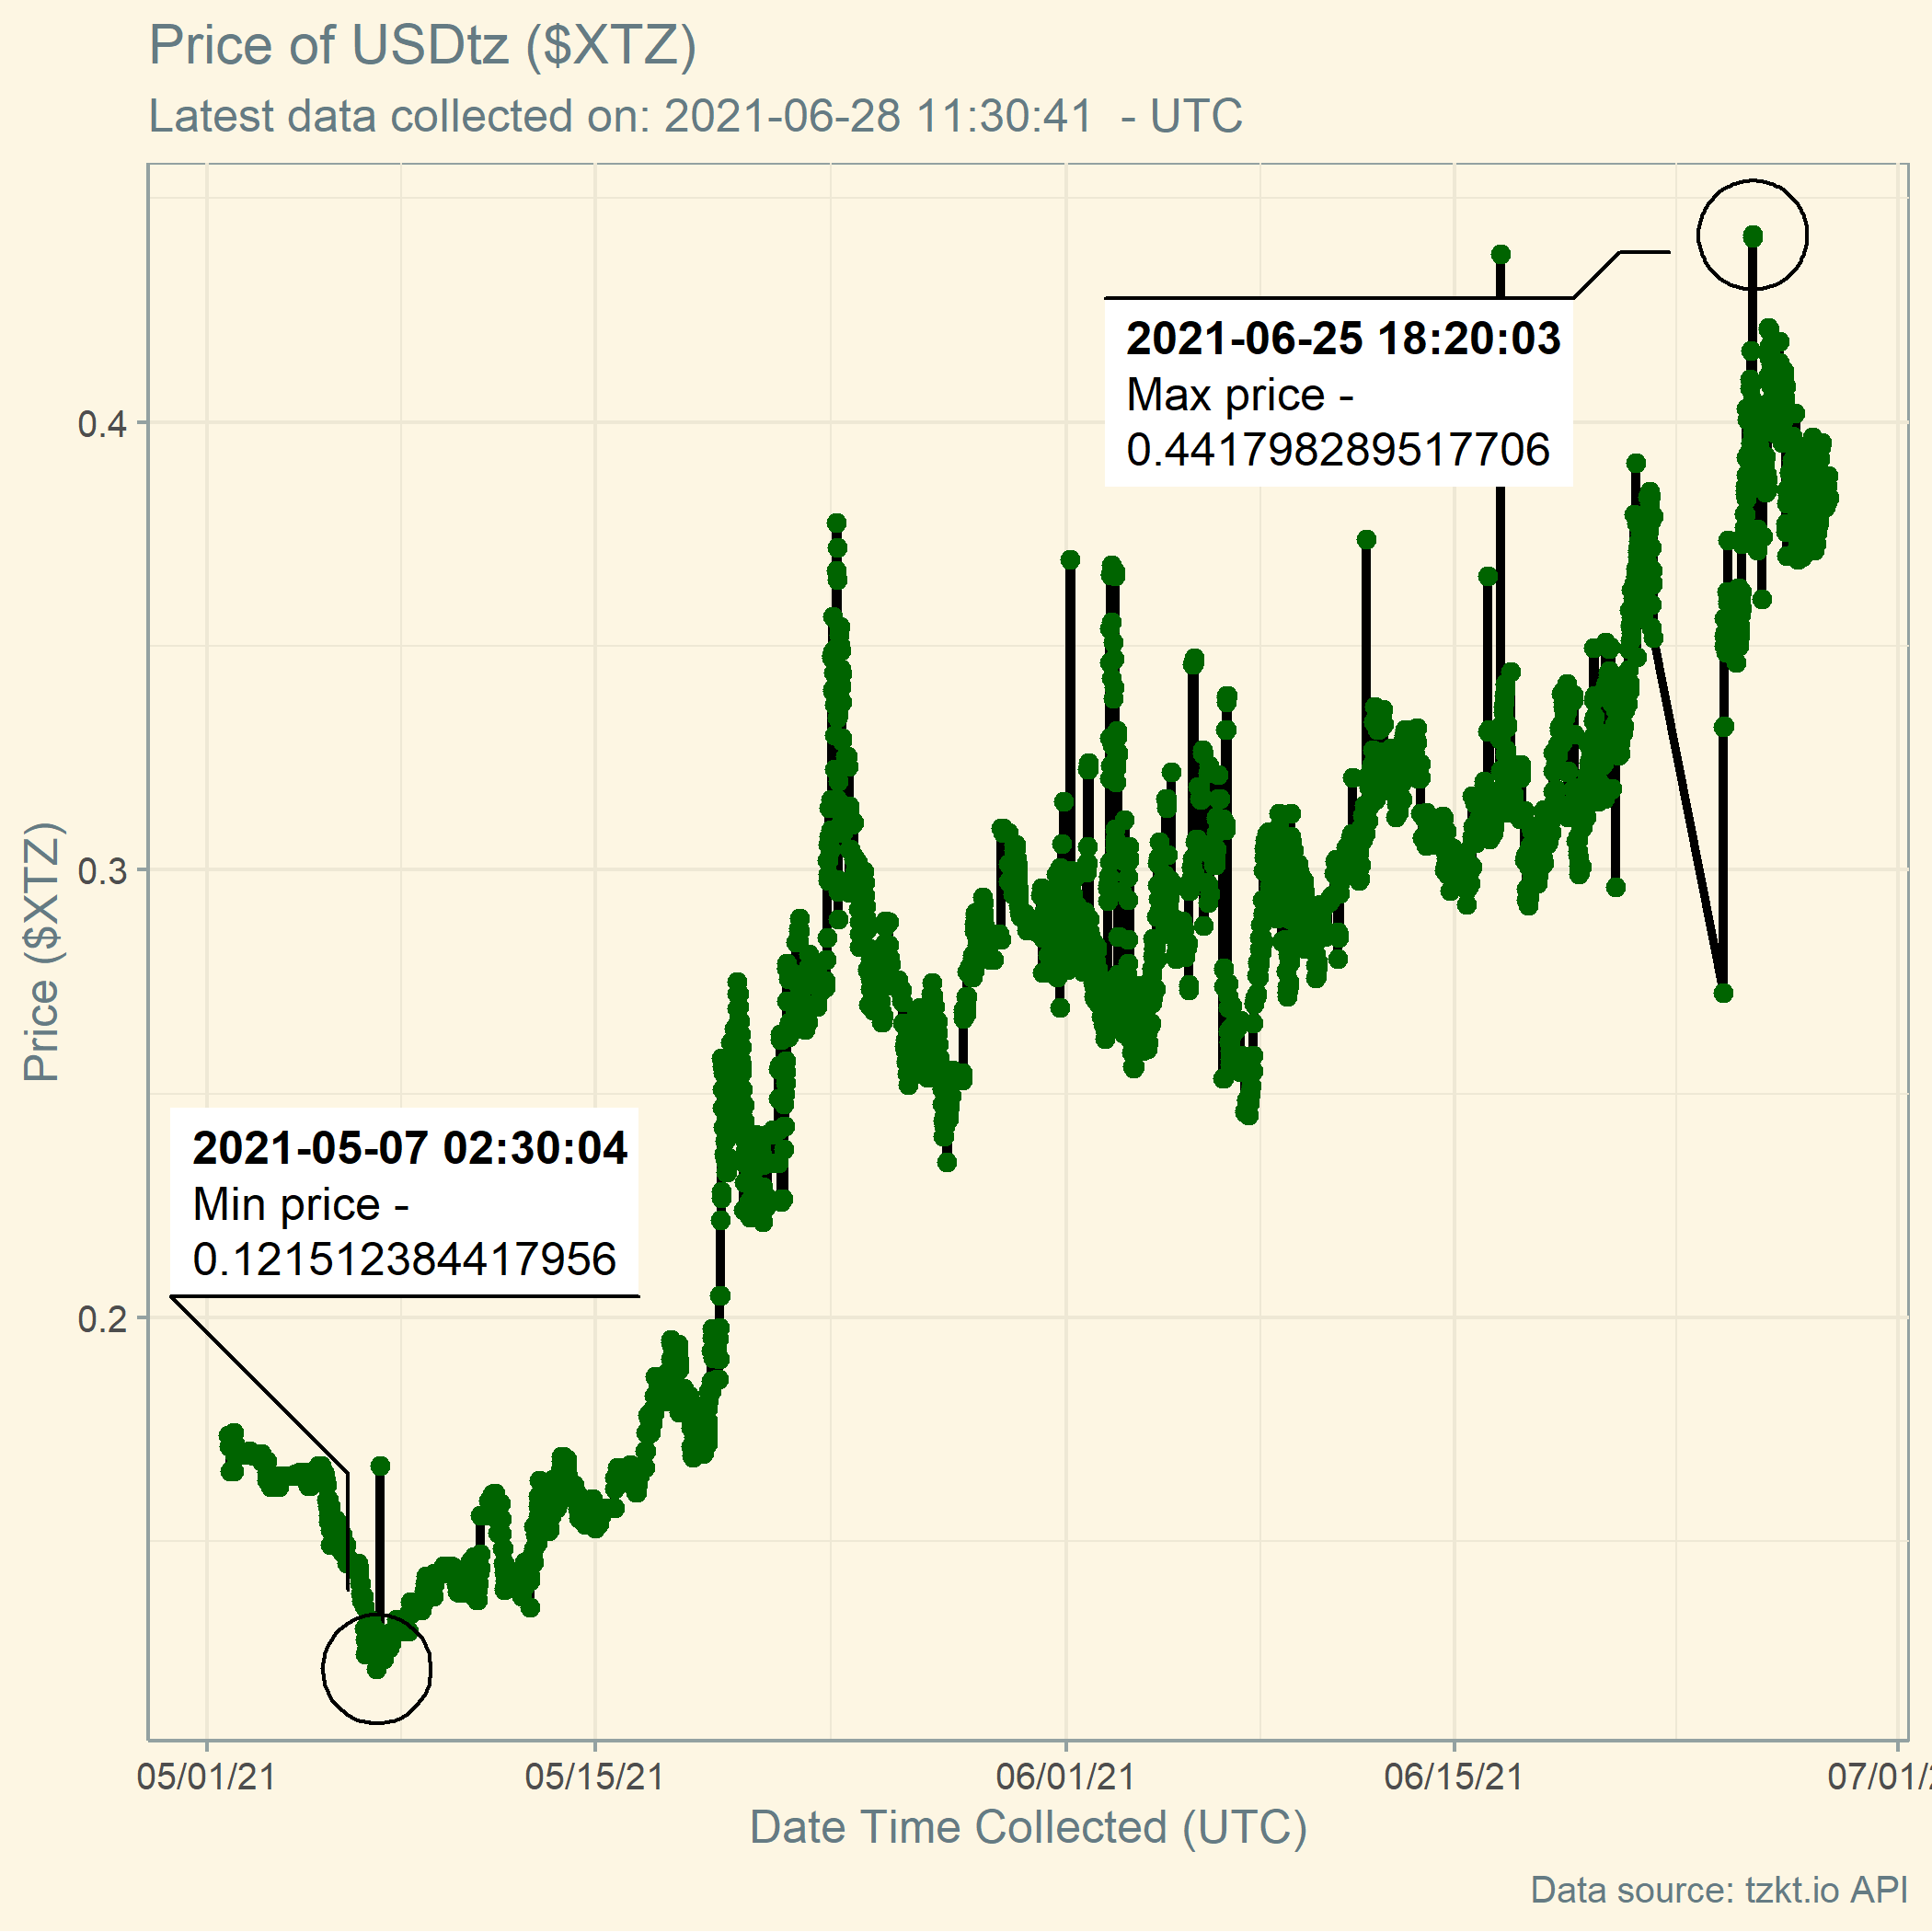 Price of USDtz ($XTZ)
Latest data collected on: 2021-06-28 11:30:41  - UTC
2021-06-25 18:20:03
Max price -
0.441798289517706
0.4
0.3
0.2
Price ($XTZ)
2021-05-07 02:30:04
Min price -
0.121512384417956
05/01/21
05/15/21
06/01/21
06/15/21
07/01/2
Date Time Collected (UTC)
Data source: tzkt.io API